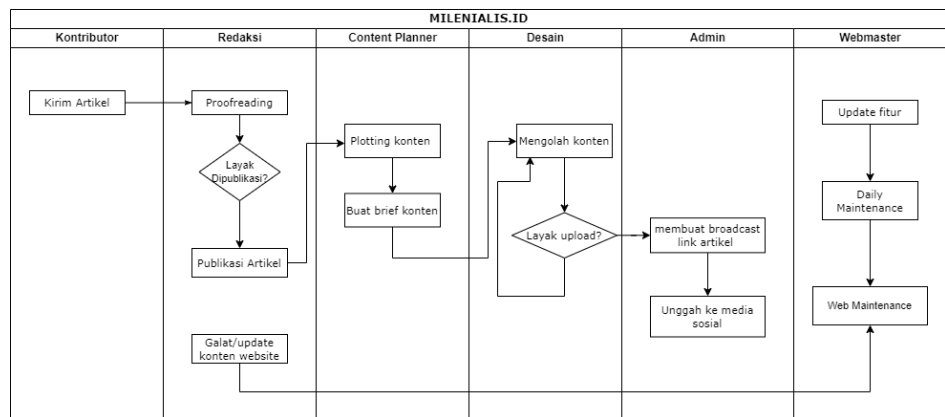 MILENIALIS.ID
Kontributor
Redaksi
Content Planner
Desain
Admin
Webmaster
Kirim Artikel
Proofreading
Layak
Dipublikasi?
Publikasi Artikel
Galat/update
konten website
Plotting konten
Buat brief konten
Mengolah konten
Layak upload?
membuat broadcast
link artikel
Unggah ke media
sosial
Update fitur
Daily
Maintenance
Web Maintenance